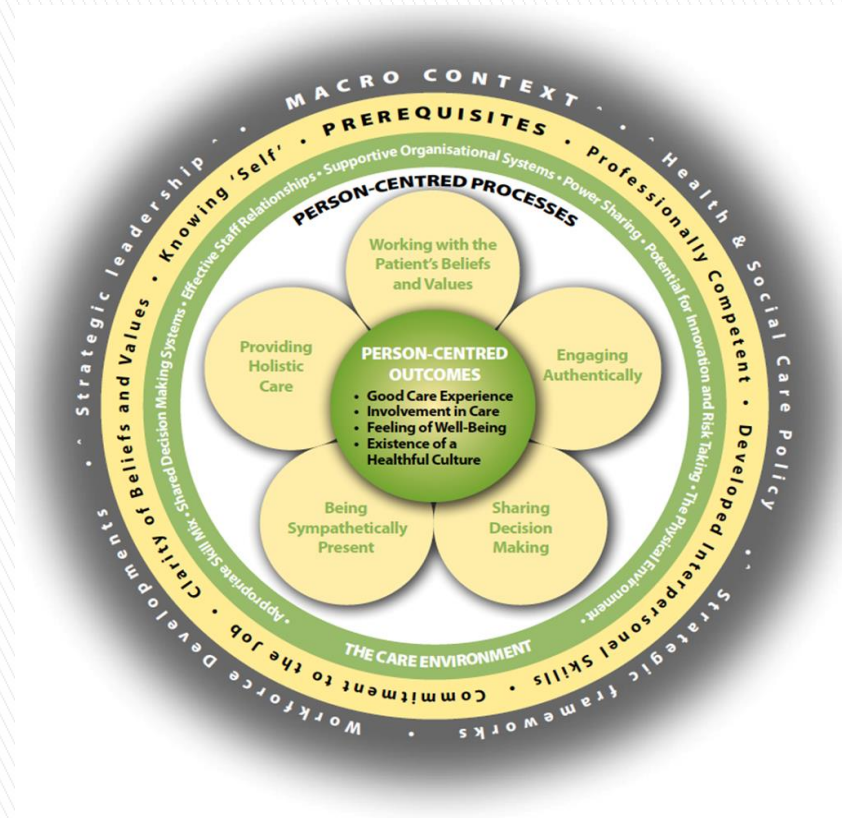 MACRO CONTEXT
Health & Social Care Policy
Strategic frameworks
Workforce Developments
Strategic leadership
PREREQUISITES
Professionally Competent • Developed Interpersonel Skills • Commitment to the Job • Clarity of Beliefs and Values • Knowing ‘Self’
Appropriate Skill Mix • Shared Decision Making Systems • Effective Staff Relationships • Supportive Organisational Systems • Power Sharing • Potential for Innovation and Risk Taking • The Physical Environment •
THE CARE ENVIRONMENT
PERSON-CENTRED PROCESSES
Working with the
Patient's Beliefs
and Values
Engaging
Authentically
Sharing
Decision
Making
Being
Sympathetically
Present
Providing
Holistic
Care
PERSON-CENTRED
OUTCOMES
• Good Care Experience
• Involvement in Care
• Feeling of Well-Being
• Existence of a
Healthful Culture